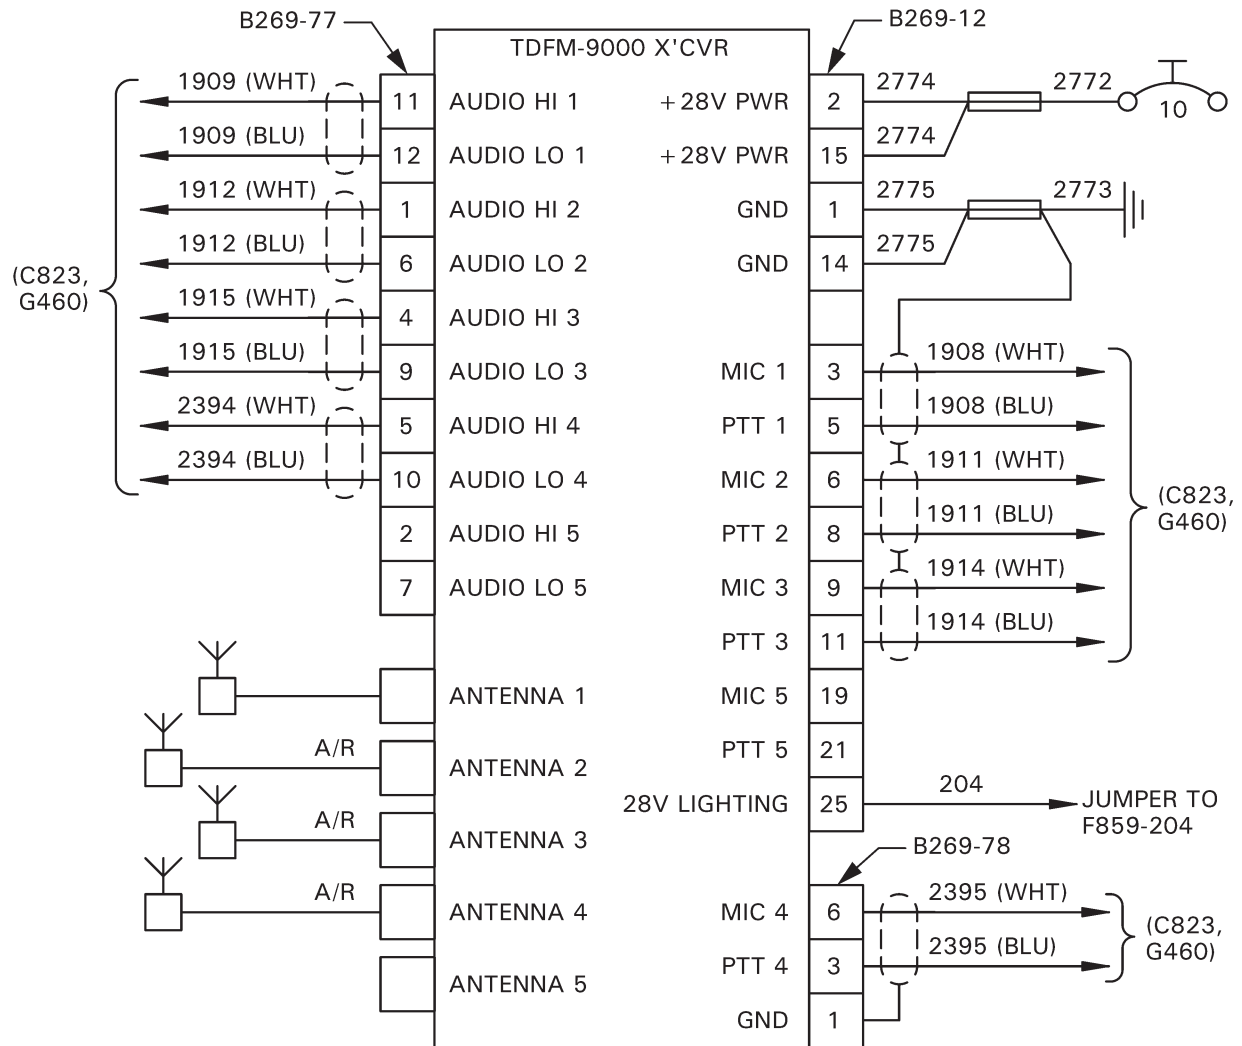 B269-77
B269-12
TDFM-9000 X'CVR
1909 (WHT)
11
AUDIO HI 1
+28V PWR
2
2774
2772
10
1909 (BLU)
12
AUDIO LO 1
+28V PWR
15
2774
1912 (WHT)
1
AUDIO HI 2
GND
1
2775
2773
1912 (BLU)
6
AUDIO LO 2
GND
14
2775
(C823,
G460)
1915 (WHT)
4
AUDIO HI 3
1915 (BLU)
9
AUDIO LO 3
MIC 1
3
1908 (WHT)
2394 (WHT)
5
AUDIO HI 4
PTT 1
5
1908 (BLU)
2394 (BLU)
10
AUDIO LO 4
MIC 2
6
1911 (WHT)
(C823,
G460)
2
AUDIO HI 5
PTT 2
8
1911 (BLU)
7
AUDIO LO 5
MIC 3
9
1914 (WHT)
PTT 3
11
1914 (BLU)
ANTENNA 1
MIC 5
19
A/R
ANTENNA 2
PTT 5
21
28V LIGHTING
25
204
JUMPER TO
F859-204
A/R
ANTENNA 3
B269-78
A/R
ANTENNA 4
MIC 4
6
2395 (WHT)
(C823,
G460)
PTT 4
3
2395 (BLU)
ANTENNA 5
GND
1